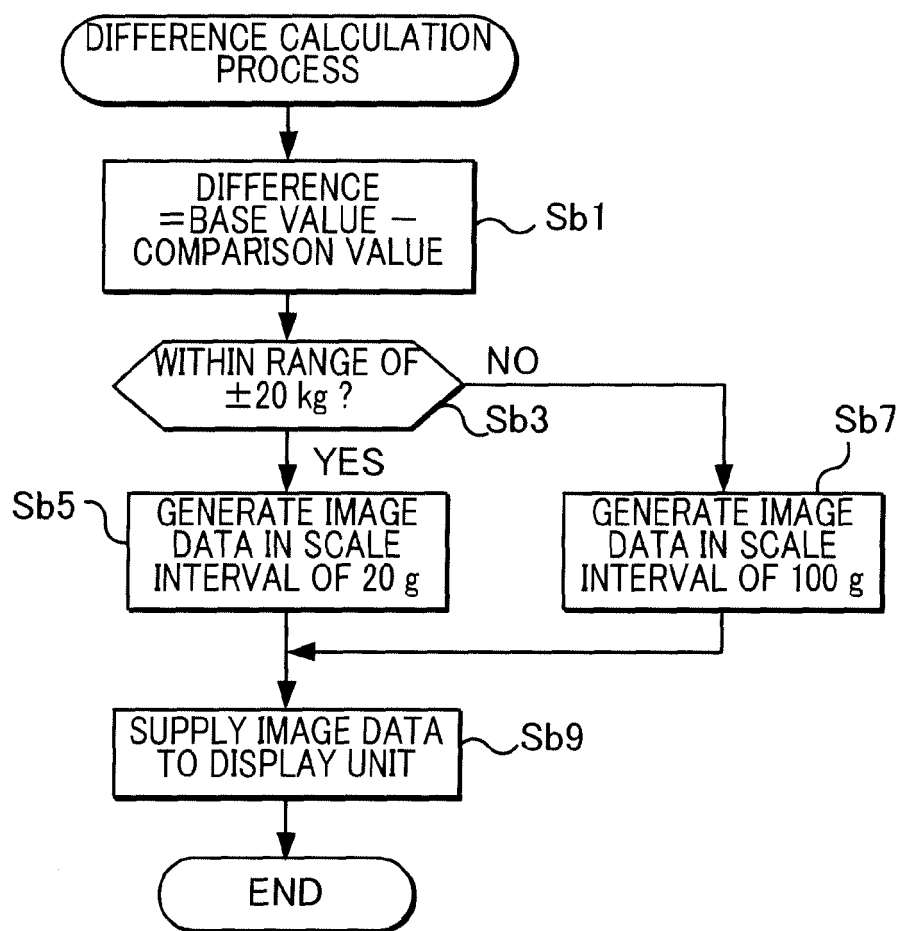 DIFFERENCE CALCULATION
PROCESS
DIFFERENCE
=BASE VALUE −
COMPARISON VALUE
Sb1
WITHIN RANGE OF
±20 kg ?
NO
Sb3
Sb7
YES
Sb5
GENERATE IMAGE
DATA IN SCALE
INTERVAL OF 20 g
GENERATE IMAGE
DATA IN SCALE
INTERVAL OF 100 g
SUPPLY IMAGE DATA
TO DISPLAY UNIT
Sb9
END